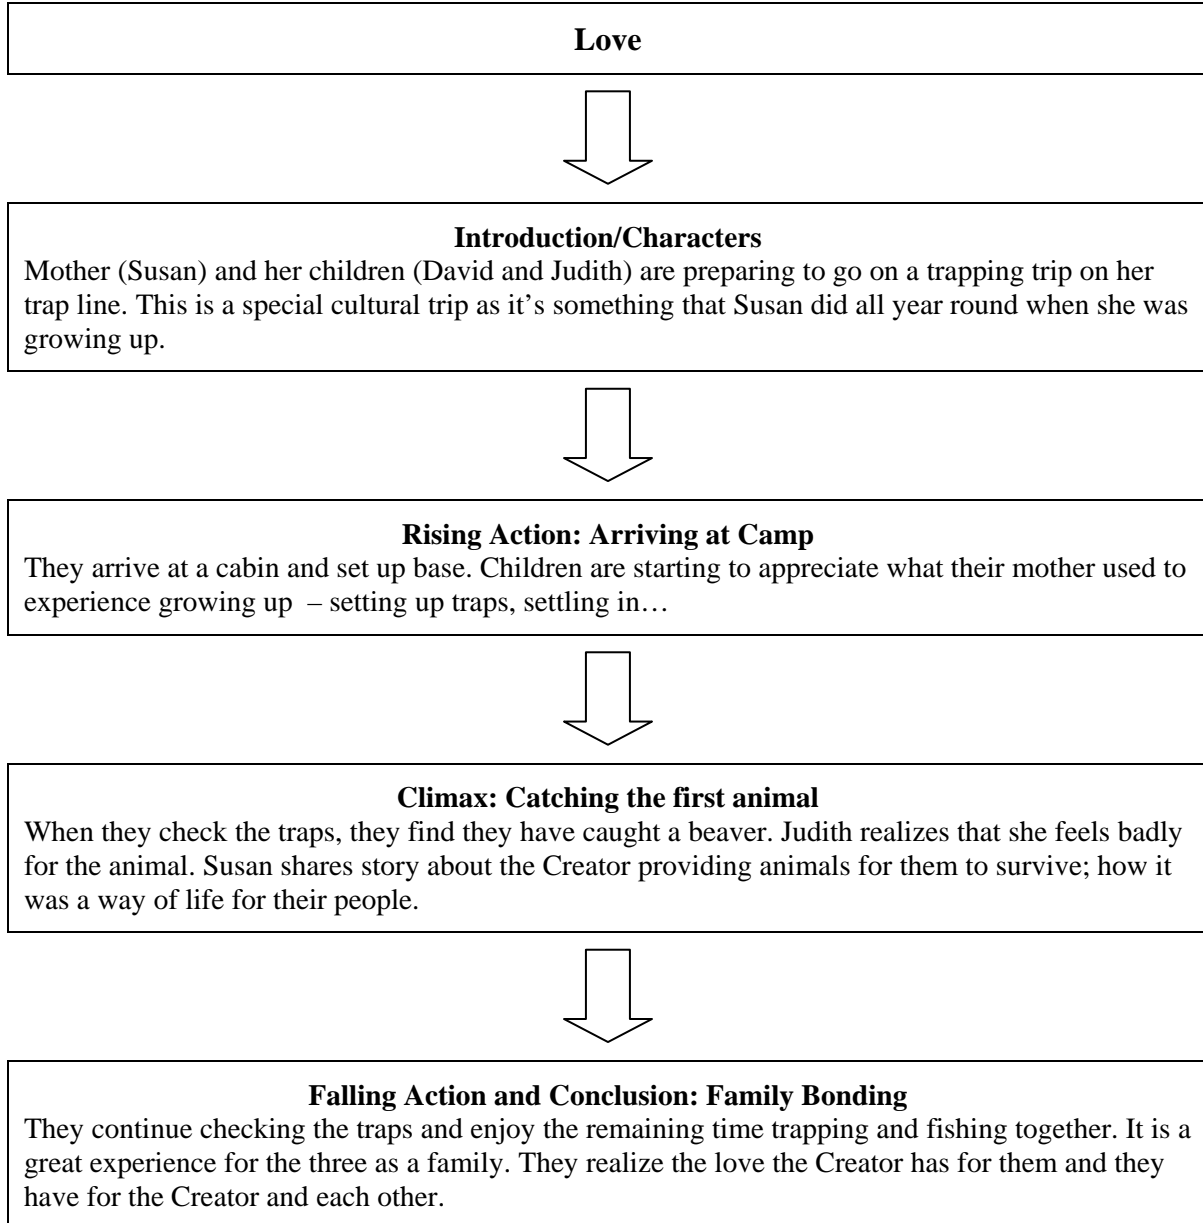 Love
Introduction/Characters
Mother (Susan) and her children (David and Judith) are preparing to go on a trapping trip on her
trap line. This is a special cultural trip as it’s something that Susan did all year round when she was
growing up.
Rising Action: Arriving at Camp
They arrive at a cabin and set up base. Children are starting to appreciate what their mother used to
experience growing up – setting up traps, settling in…
Climax: Catching the first animal
When they check the traps, they find they have caught a beaver. Judith realizes that she feels badly
for the animal. Susan shares story about the Creator providing animals for them to survive; how it
was a way of life for their people.
Falling Action and Conclusion: Family Bonding
They continue checking the traps and enjoy the remaining time trapping and fishing together. It is a
great experience for the three as a family. They realize the love the Creator has for them and they
have for the Creator and each other.